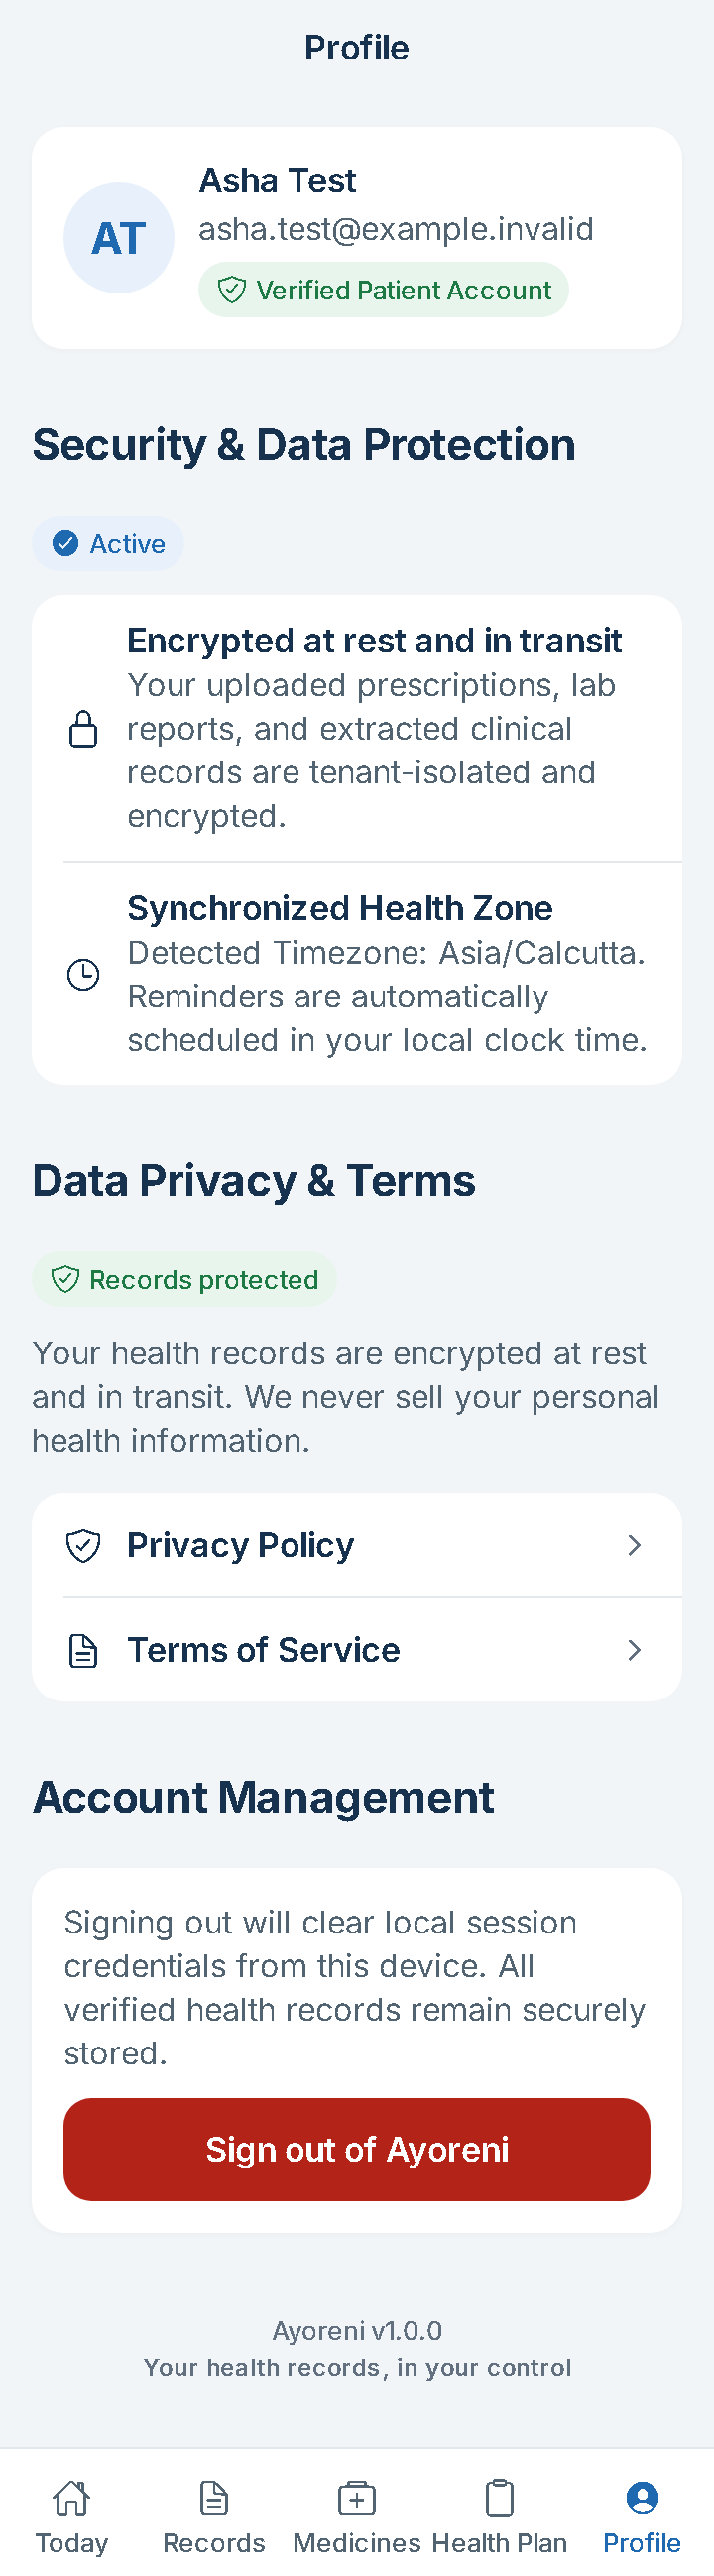 Profile
AT
Asha Test
asha.test@example.invalid
Verified Patient Account
Security & Data Protection
Active
Encrypted at rest and in transit
Your uploaded prescriptions, lab
reports, and extracted clinical
records are tenant-isolated and
encrypted.
Synchronized Health Zone
Detected Timezone: Asia/Calcutta.
Reminders are automatically
scheduled in your local clock time.
Data Privacy & Terms
Records protected
Your health records are encrypted at rest
and in transit. We never sell your personal
health information.
Privacy Policy
Terms of Service
Account Management
Signing out will clear local session
credentials from this device. All
verified health records remain securely
stored.
Sign out of Ayoreni
Ayoreni v1.0.0
Your health records, in your control
Today Records Medicines Health Plan Profile